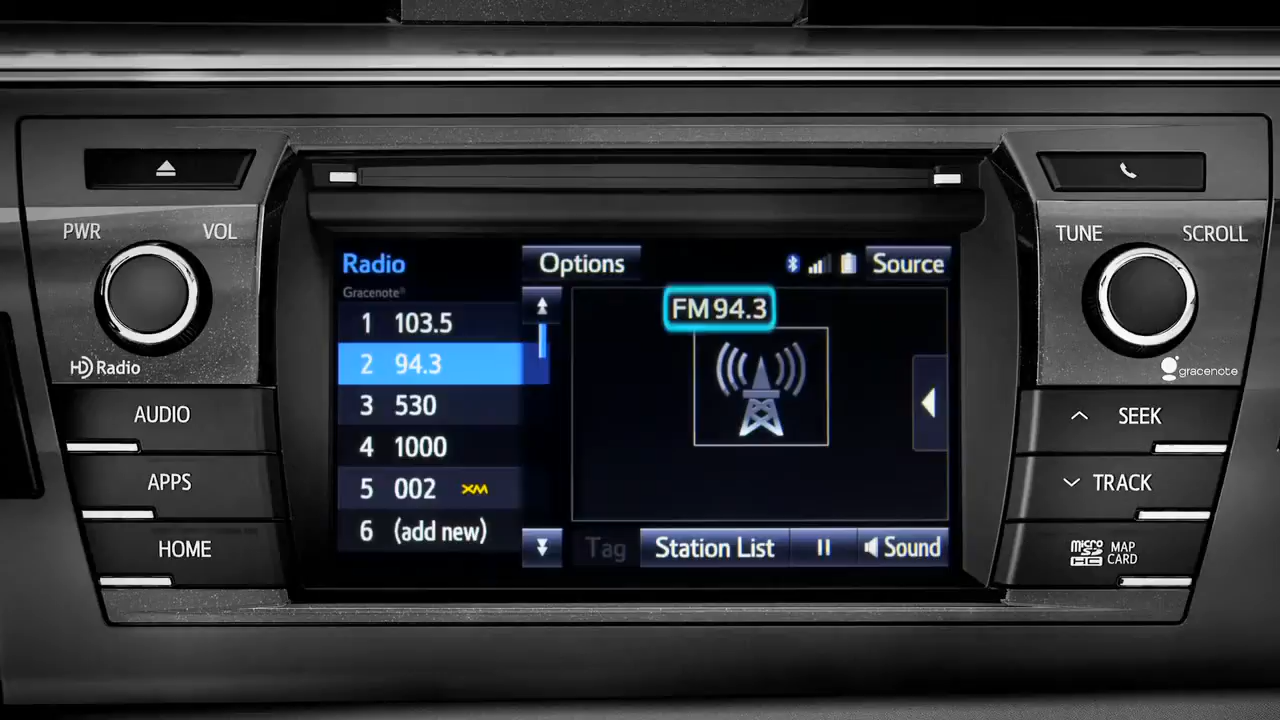 PWR VOL
HD Radio
AUDIO
APPS
HOME
Radio
Gracenote®
1 103.5
2 94.3
3 530
4 1000
5 002 XM
6 (add new)
Options
Source
FM 94.3
Tag
Station List
Sound
TUNE SCROLL
gracenote
SEEK
TRACK
micro SD HC
MAP
CARD